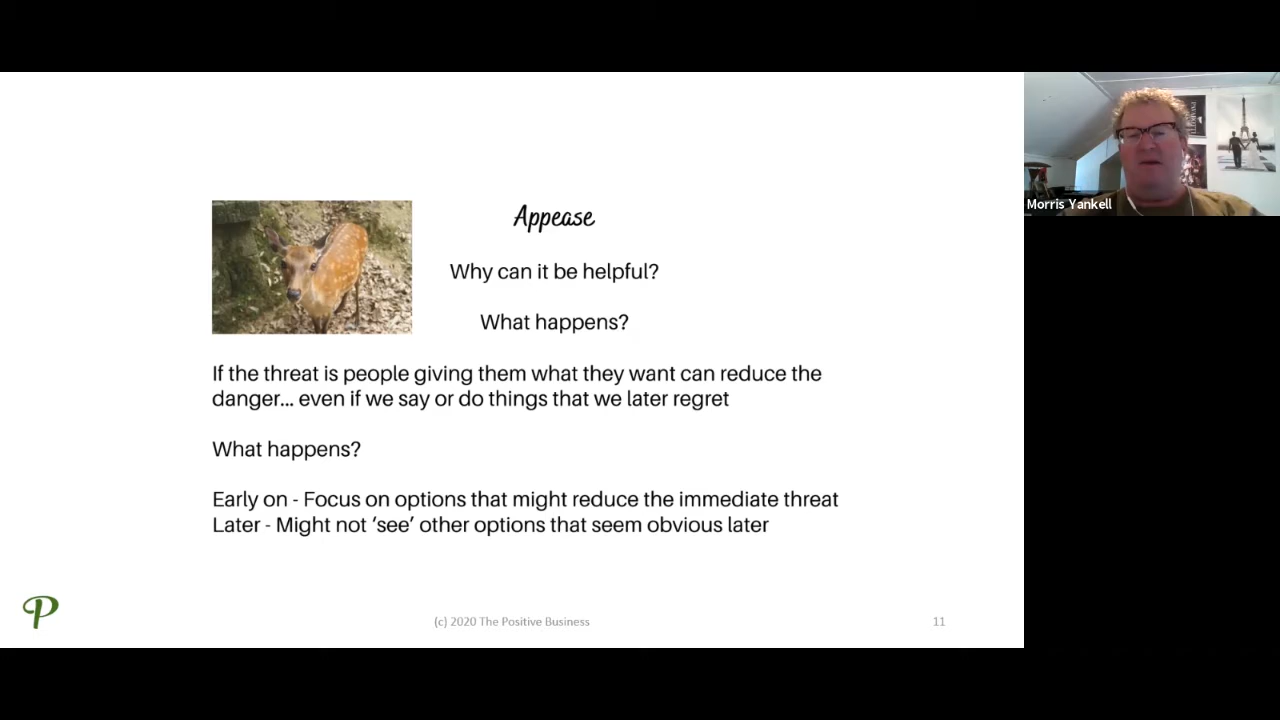 Appease
Why can it be helpful?
What happens?
If the threat is people giving them what they want can reduce the
danger... even if we say or do things that we later regret
What happens?
Early on - Focus on options that might reduce the immediate threat
Later - Might not ‘see’ other options that seem obvious later
P
(c) 2020 The Positive Business
11
Morris Yankell